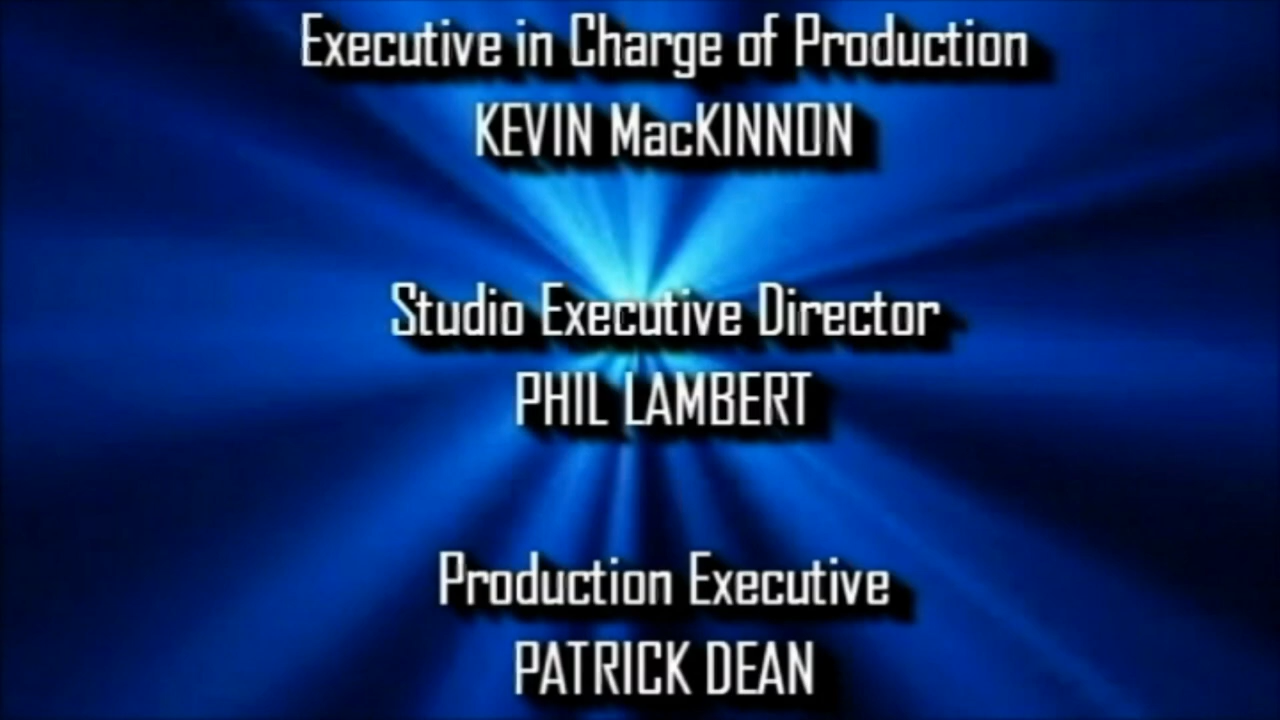 Executive in Charge of Production
KEVIN MacKINNON
Studio Executive Director
PHIL LAMBERT
Production Executive
PATRICK DEAN